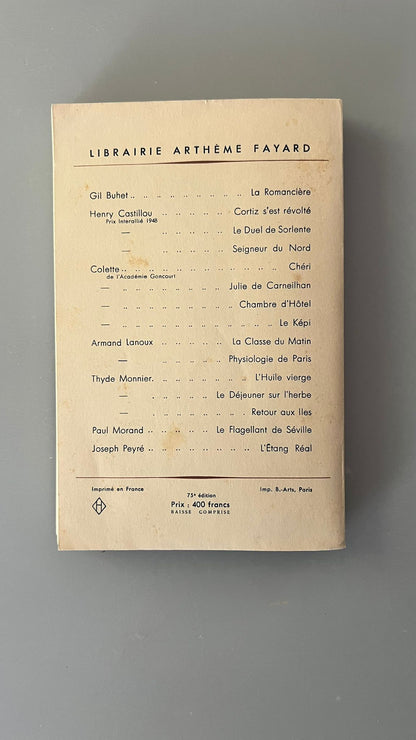 LIBRAIRIE ARTHÈME FAYARD
Gil Buhet .. .. .. .. .. .. .. .. La Romancière
Henry Castillou .. .. .. .. .. Cortiz s'est révolté
Prix Interallié 1948
— .. .. .. .. .. Le Duel de Sorlente
— .. .. .. .. .. Seigneur du Nord
Colette .. .. .. .. .. .. .. .. .. .. .. Chéri
de l'Académie Goncourt
— .. .. .. .. .. .. .. Julie de Carneilhan
— .. .. .. .. .. .. .. .. Chambre d'Hôtel
— .. .. .. .. .. .. .. .. .. .. Le Képi
Armand Lanoux .. .. .. .. .. La Classe du Matin
— .. .. .. .. .. Physiologie de Paris
Thyde Monnier. .. .. .. .. .. .. L'Huile vierge
— .. .. .. .. Le Déjeuner sur l'herbe
— .. .. .. .. .. .. Retour aux Iles
Paul Morand .. .. .. .. .. Le Flagellant de Séville
Joseph Peyré .. .. .. .. .. .. .. .. L'Étang Réal
Imprimé en France 75e édition Imp. B.-Arts, Paris
Prix : 400 francs
BAISSE COMPRISE